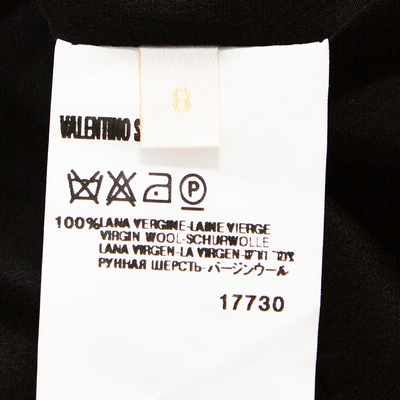 8
VALENTINO S
100% LANA VERGINE-LAINE VIERGE
VIRGIN WOOL-SCHURWOLLE
LANA VIRGEN-LA VIRGEN-
РУННАЯ ШЕРСТЬ-バージンウール
17730